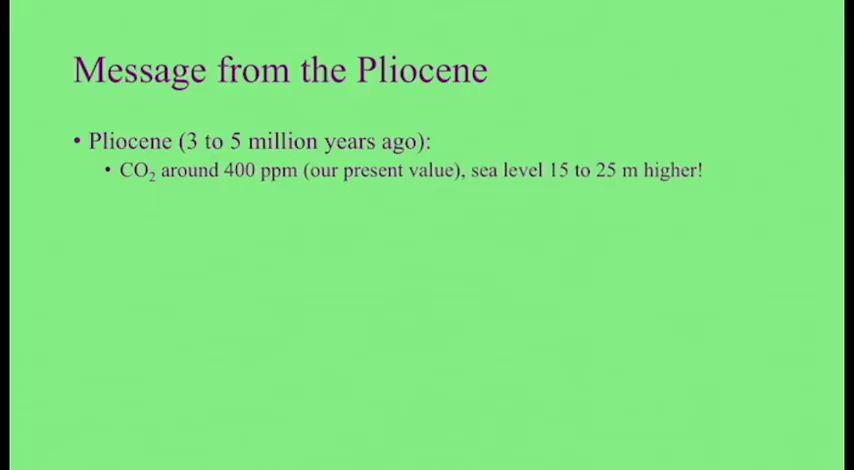 Message from the Pliocene
• Pliocene (3 to 5 million years ago):
• CO₂ around 400 ppm (our present value), sea level 15 to 25 m higher!